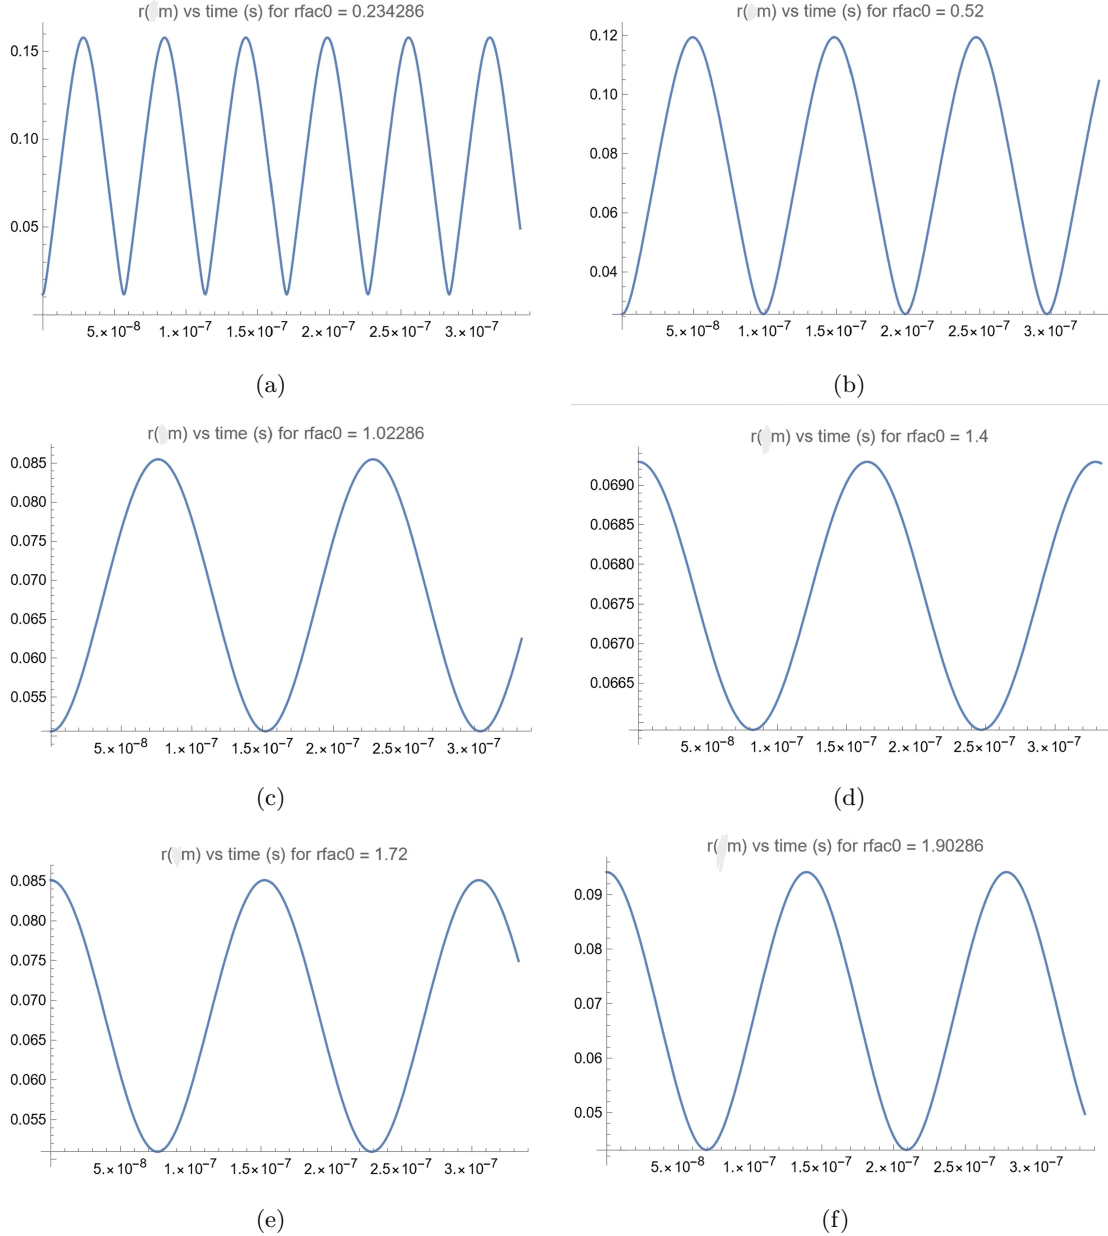 r( m) vs time (s) for rfac0 = 0.234286
0.15
0.10
0.05
5.×10⁻⁸ 1.×10⁻⁷ 1.5×10⁻⁷ 2.×10⁻⁷ 2.5×10⁻⁷ 3.×10⁻⁷
(a)
r( m) vs time (s) for rfac0 = 0.52
0.12
0.10
0.08
0.06
0.04
5.×10⁻⁸ 1.×10⁻⁷ 1.5×10⁻⁷ 2.×10⁻⁷ 2.5×10⁻⁷ 3.×10⁻⁷
(b)
r( m) vs time (s) for rfac0 = 1.02286
0.085
0.080
0.075
0.070
0.065
0.060
0.055
5.×10⁻⁸ 1.×10⁻⁷ 1.5×10⁻⁷ 2.×10⁻⁷ 2.5×10⁻⁷ 3.×10⁻⁷
(c)
r( m) vs time (s) for rfac0 = 1.4
0.0690
0.0685
0.0680
0.0675
0.0670
0.0665
5.×10⁻⁸ 1.×10⁻⁷ 1.5×10⁻⁷ 2.×10⁻⁷ 2.5×10⁻⁷ 3.×10⁻⁷
(d)
r( m) vs time (s) for rfac0 = 1.72
0.085
0.080
0.075
0.070
0.065
0.060
0.055
5.×10⁻⁸ 1.×10⁻⁷ 1.5×10⁻⁷ 2.×10⁻⁷ 2.5×10⁻⁷ 3.×10⁻⁷
(e)
r( m) vs time (s) for rfac0 = 1.90286
0.09
0.08
0.07
0.06
0.05
5.×10⁻⁸ 1.×10⁻⁷ 1.5×10⁻⁷ 2.×10⁻⁷ 2.5×10⁻⁷ 3.×10⁻⁷
(f)